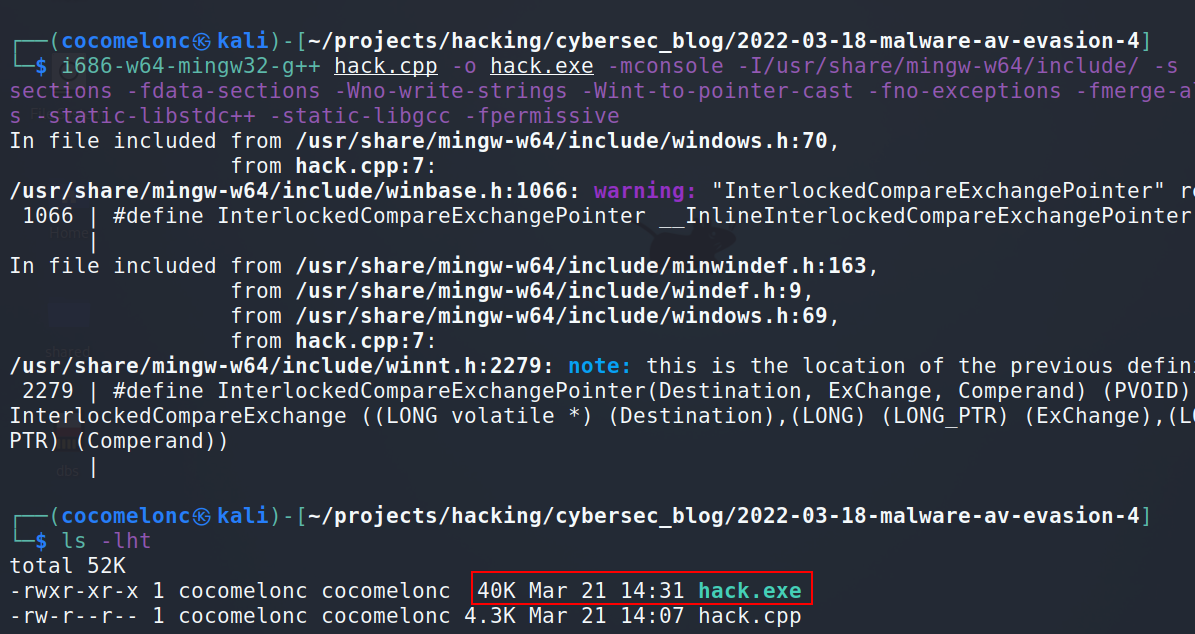 ┌──(cocomelonc㉿kali)-[~/projects/hacking/cybersec_blog/2022-03-18-malware-av-evasion-4]
└─$ i686-w64-mingw32-g++ hack.cpp -o hack.exe -mconsole -I/usr/share/mingw-w64/include/ -s
sections -fdata-sections -Wno-write-strings -Wint-to-pointer-cast -fno-exceptions -fmerge-a
s -static-libstdc++ -static-libgcc -fpermissive
In file included from /usr/share/mingw-w64/include/windows.h:70,
                 from hack.cpp:7:
/usr/share/mingw-w64/include/winbase.h:1066: warning: "InterlockedCompareExchangePointer" re
 1066 | #define InterlockedCompareExchangePointer __InlineInterlockedCompareExchangePointer
Home |
In file included from /usr/share/mingw-w64/include/minwindef.h:163,
                 from /usr/share/mingw-w64/include/windef.h:9,
                 from /usr/share/mingw-w64/include/windows.h:69,
                 from hack.cpp:7:
/usr/share/mingw-w64/include/winnt.h:2279: note: this is the location of the previous defini
 2279 | #define InterlockedCompareExchangePointer(Destination, ExChange, Comperand) (PVOID)
InterlockedCompareExchange ((LONG volatile *) (Destination),(LONG) (LONG_PTR) (ExChange),(LO
PTR) (Comperand))
dbs |
┌──(cocomelonc㉿kali)-[~/projects/hacking/cybersec_blog/2022-03-18-malware-av-evasion-4]
└─$ ls -lht
total 52K
-rwxr-xr-x 1 cocomelonc cocomelonc  40K Mar 21 14:31 hack.exe
-rw-r--r-- 1 cocomelonc cocomelonc 4.3K Mar 21 14:07 hack.cpp